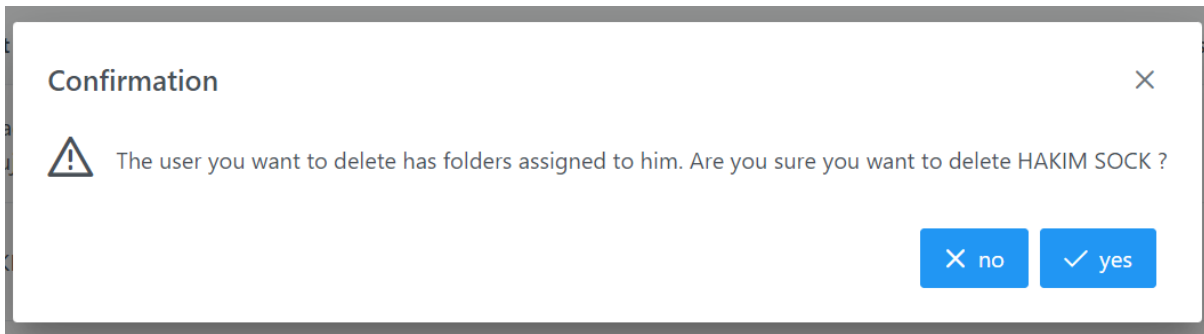 Confirmation
The user you want to delete has folders assigned to him. Are you sure you want to delete HAKIM SOCK ?
no
yes